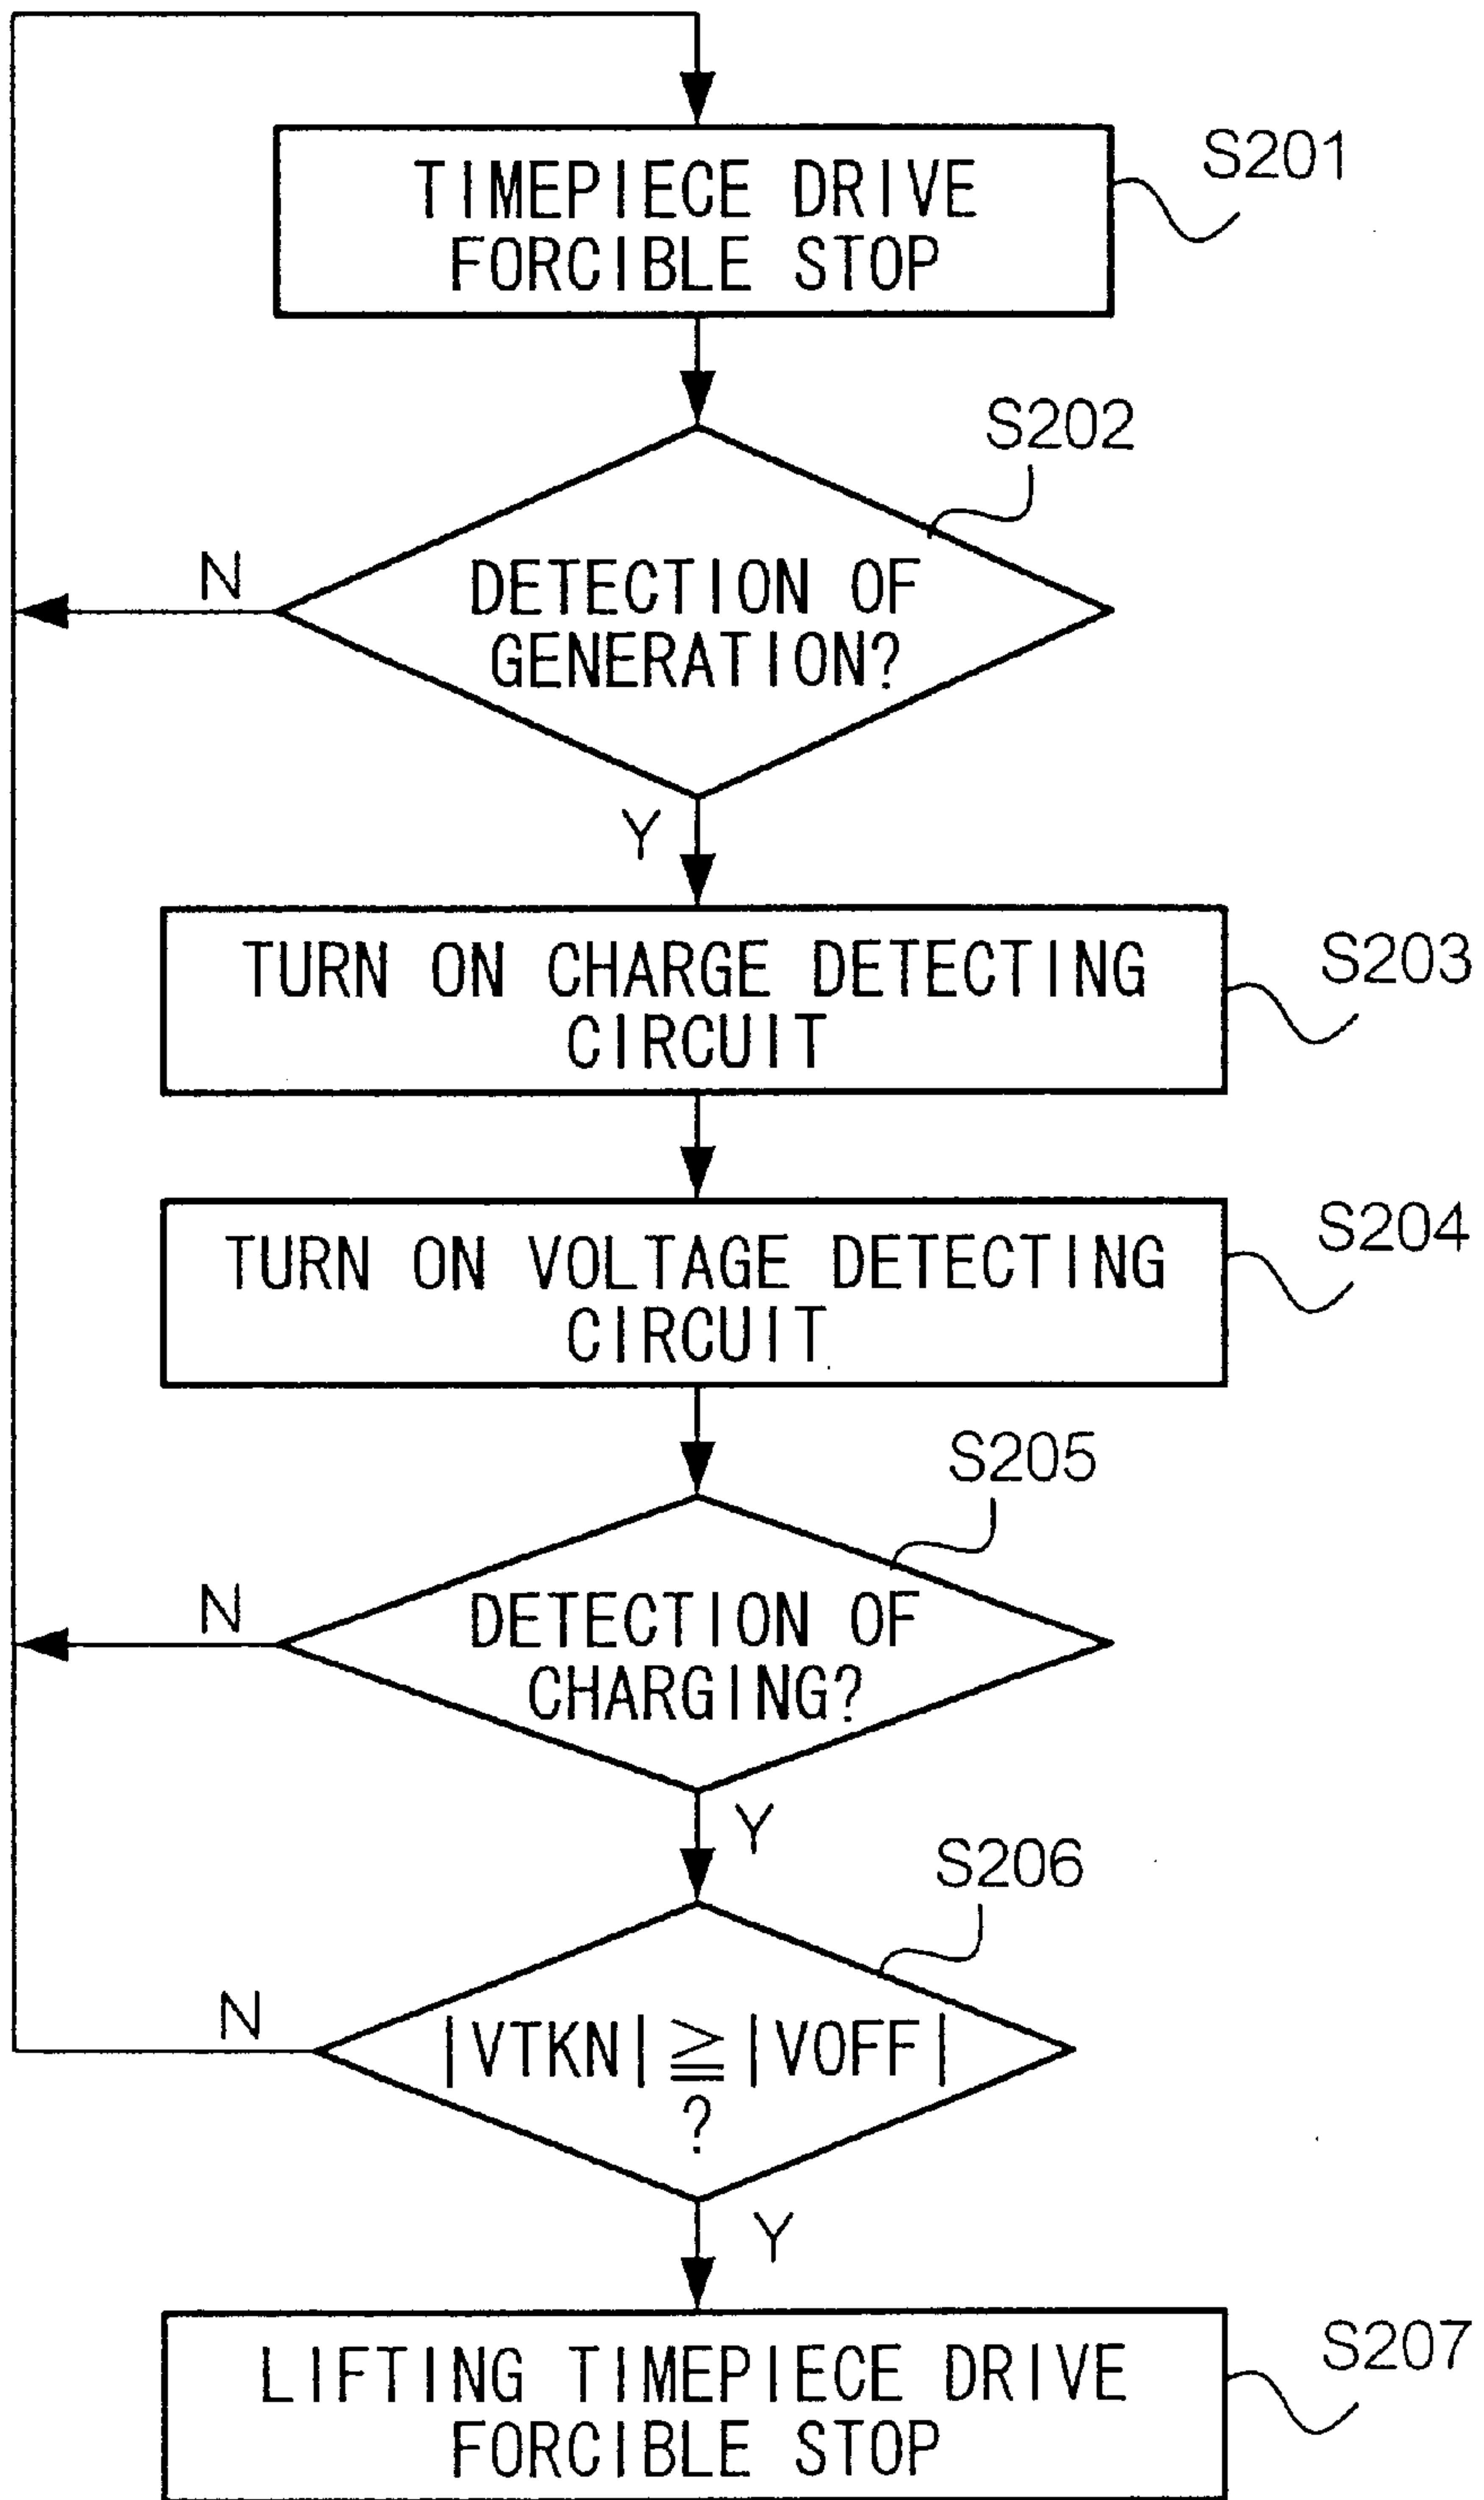 TIMEPIECE DRIVE
FORCIBLE STOP
S201
S202
DETECTION OF
GENERATION?
N
Y
TURN ON CHARGE DETECTING
CIRCUIT
S203
TURN ON VOLTAGE DETECTING
CIRCUIT
S204
S205
DETECTION OF
CHARGING?
N
Y
S206
|VTKN|≧|VOFF|
?
N
Y
LIFTING TIMEPIECE DRIVE
FORCIBLE STOP
S207